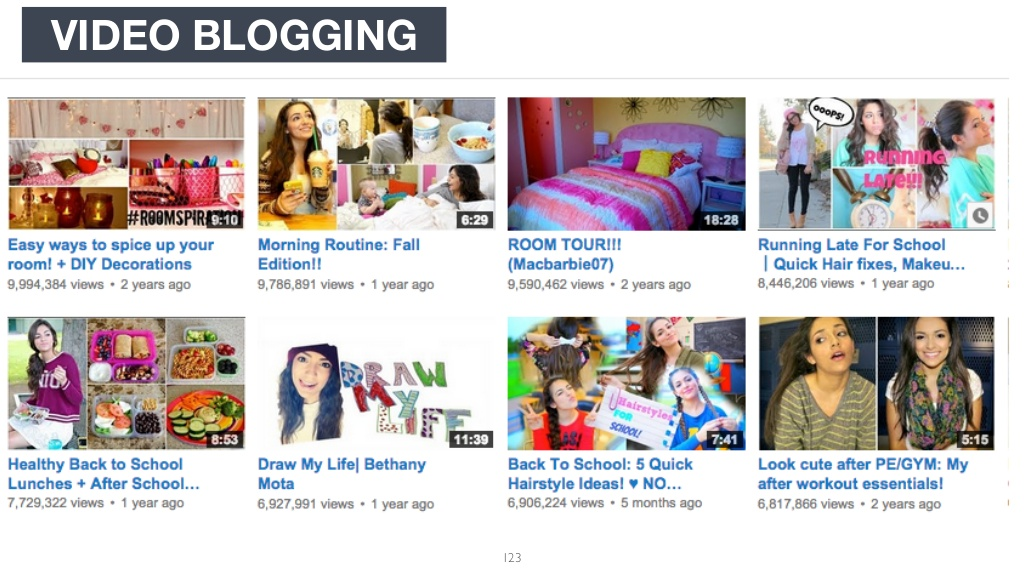 VIDEO BLOGGING
#ROOMSPIR
9:10
6:29
18:28
OOOPS!
RUNNING
LATE!!!
Easy ways to spice up your
room! + DIY Decorations
9,994,384 views • 2 years ago
Morning Routine: Fall
Edition!!
9,786,891 views • 1 year ago
ROOM TOUR!!!
(Macbarbie07)
9,590,462 views • 2 years ago
Running Late For School
| Quick Hair fixes, Makeu...
8,446,206 views • 1 year ago
8:53
DRAW
MY
LIFE
11:39
Hairstyles
FOR
SCHOOL!
7:41
5:15
Healthy Back to School
Lunches + After School...
7,729,322 views • 1 year ago
Draw My Life| Bethany
Mota
6,927,991 views • 1 year ago
Back To School: 5 Quick
Hairstyle Ideas! ♥ NO...
6,906,224 views • 5 months ago
Look cute after PE/GYM: My
after workout essentials!
6,817,866 views • 2 years ago
123